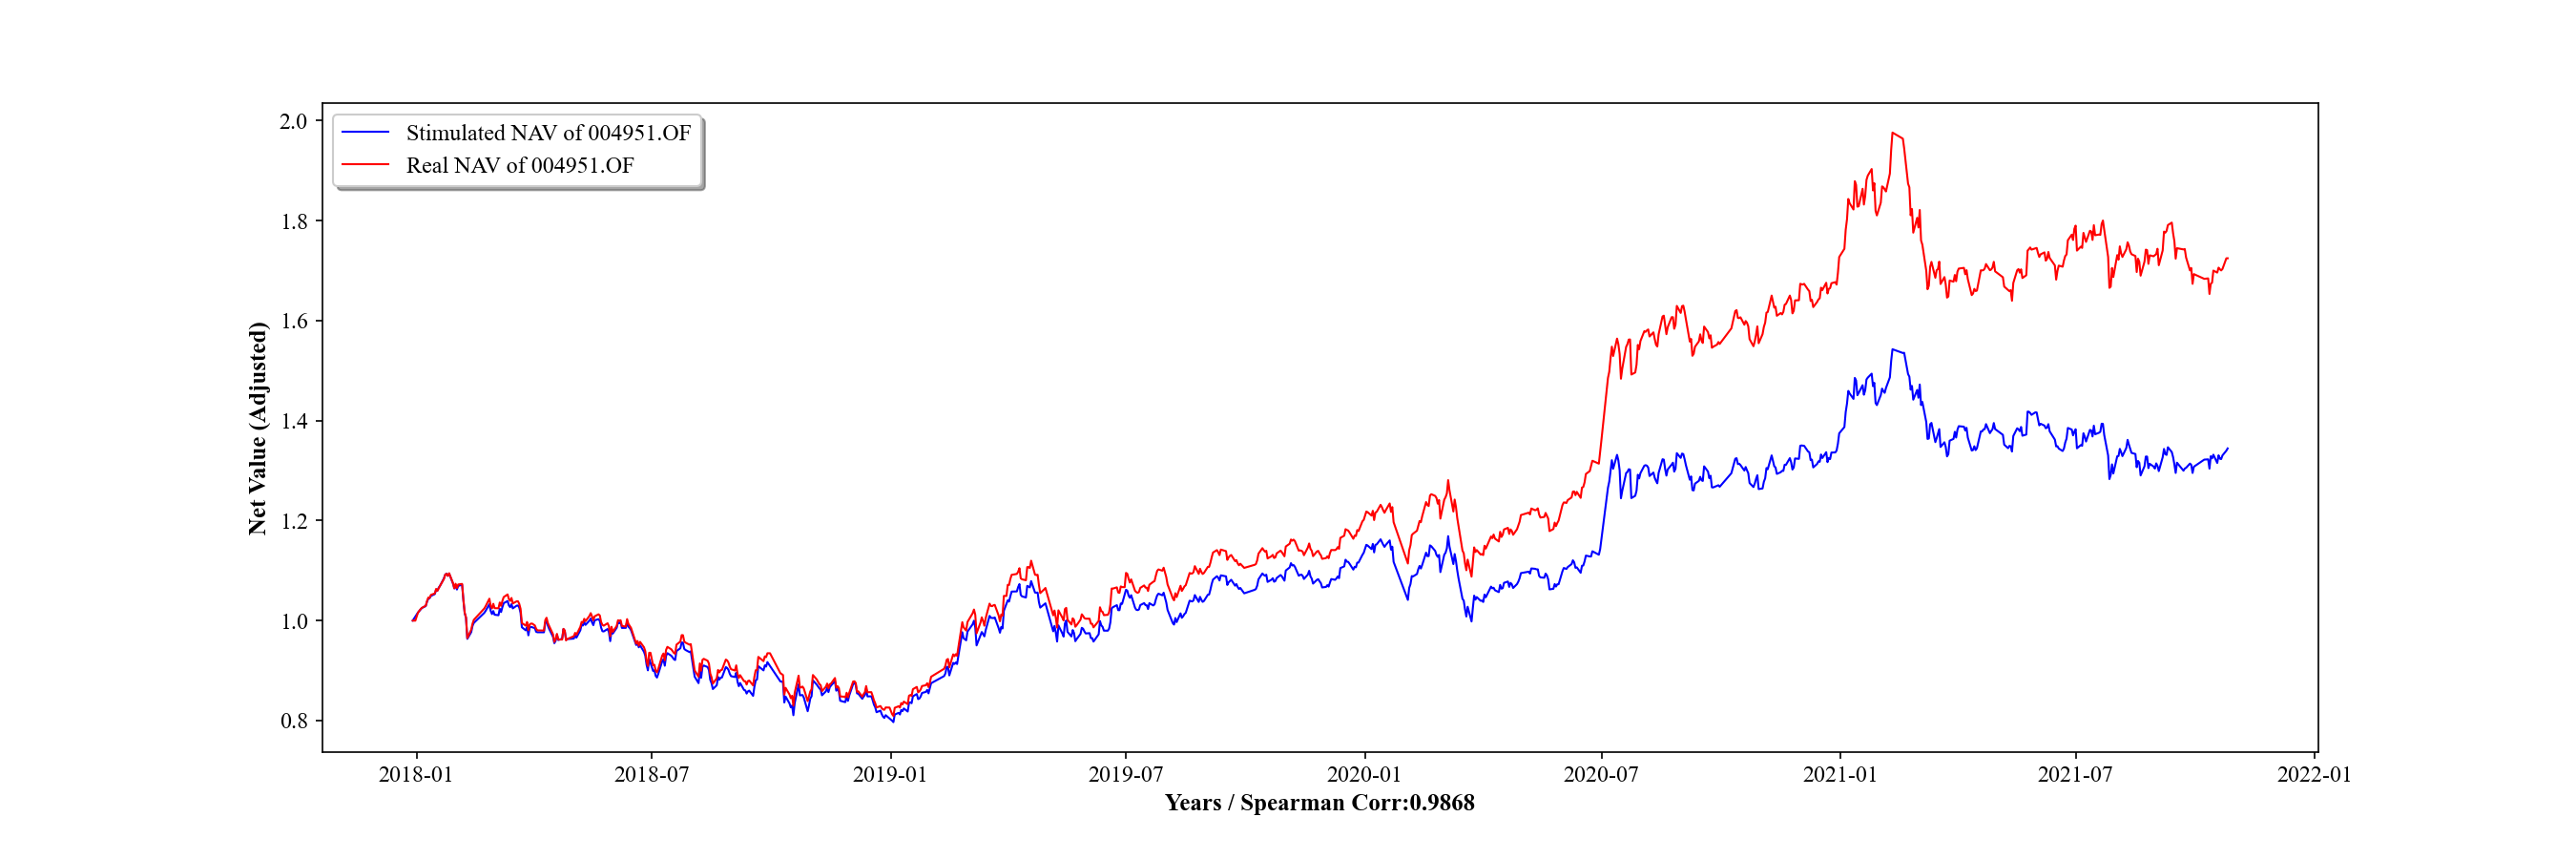 Stimulated NAV of 004951.OF
Real NAV of 004951.OF
Net Value (Adjusted)
2.0
1.8
1.6
1.4
1.2
1.0
0.8
2018-01 2018-07 2019-01 2019-07 2020-01 2020-07 2021-01 2021-07 2022-01
Years / Spearman Corr:0.9868